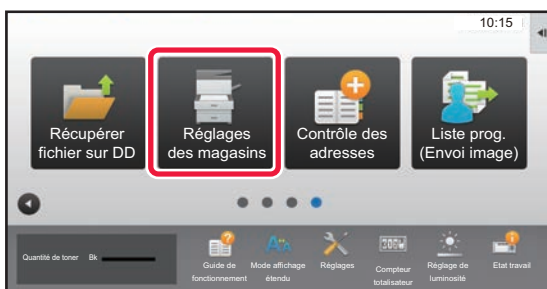 10:15
Récupérer
fichier sur DD
Réglages
des magasins
Contrôle des
adresses
Liste prog.
(Envoi image)
Quantité de toner Bk
Guide de
fonctionnement
Mode affichage
étendu
Réglages
Compteur
totalisateur
Réglage de
luminosité
Etat travail